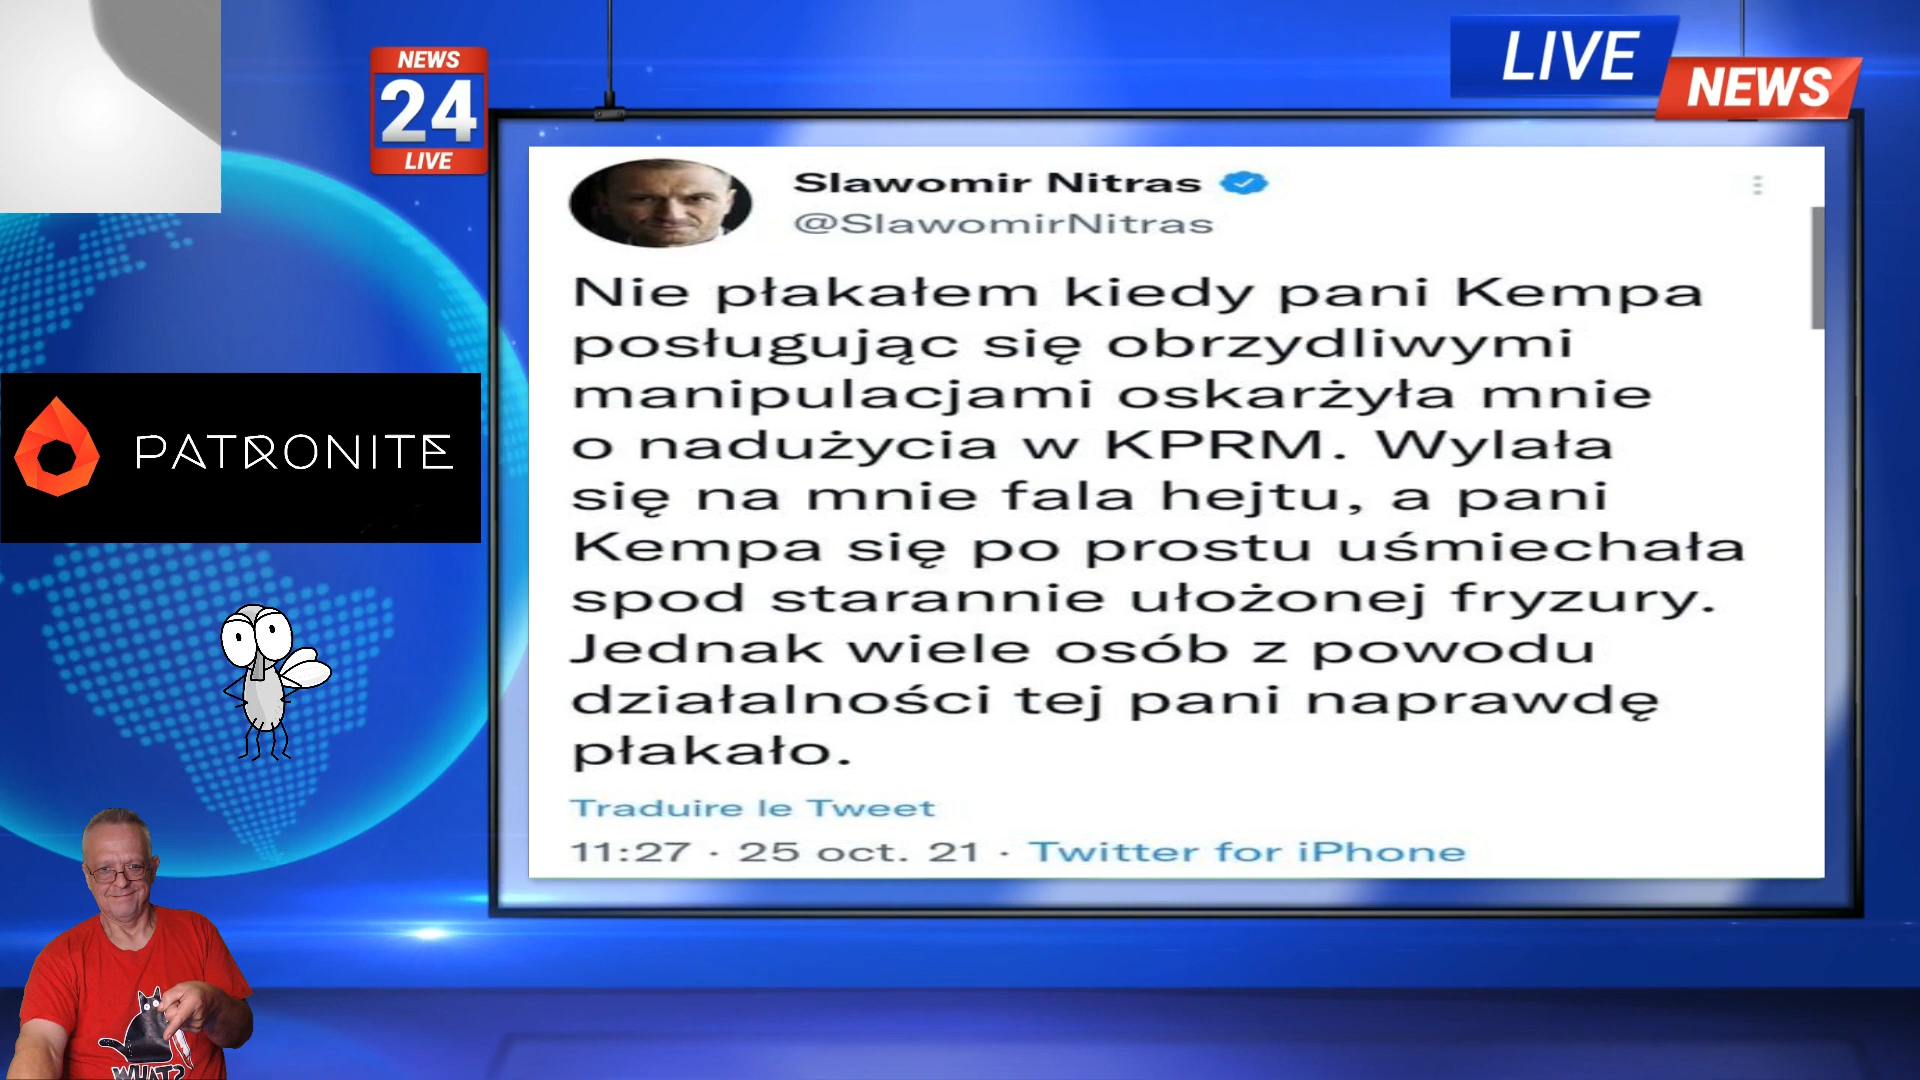 NEWS
24
LIVE
LIVE
NEWS
Slawomir Nitras
@SlawomirNitras
Nie płakałem kiedy pani Kempa
posługując się obrzydliwymi
manipulacjami oskarżyła mnie
o nadużycia w KPRM. Wylała
się na mnie fala hejtu, a pani
Kempa się po prostu uśmiechała
spod starannie ułożonej fryzury.
Jednak wiele osób z powodu
działalności tej pani naprawdę
płakało.
Traduire le Tweet
11:27 · 25 oct. 21 · Twitter for iPhone
PATRONITE
WHAT?